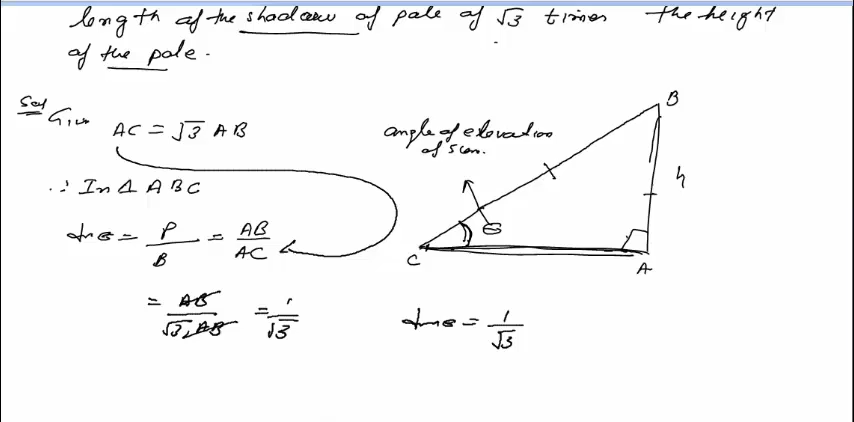 length of the shadow of pole of √3 times the height
of the pole.
Sol Given AC = √3 AB
∴ In Δ ABC
tanθ = P/B = AB/AC
= AB/√3.AB = 1/√3
angle of elevation
of sun.
B
h
θ
C
A
tanθ = 1/√3